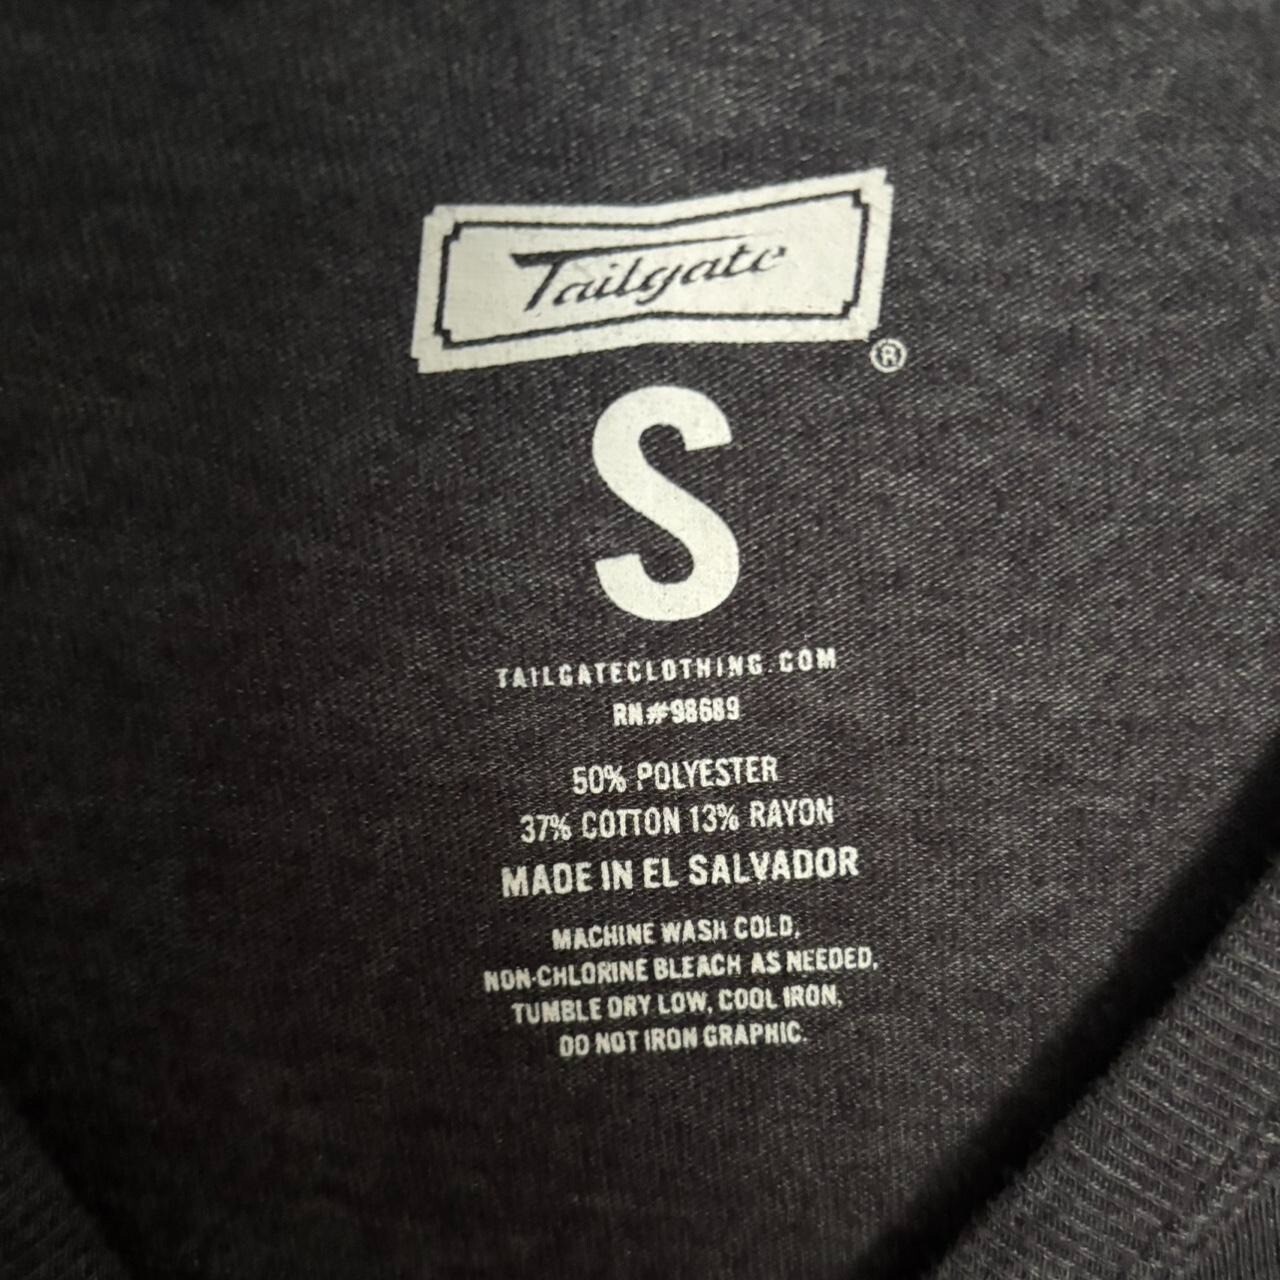 Tailgate
®
S
TAILGATECLOTHING.COM
RN#98689
50% POLYESTER
37% COTTON 13% RAYON
MADE IN EL SALVADOR
MACHINE WASH COLD,
NON-CHLORINE BLEACH AS NEEDED,
TUMBLE DRY LOW, COOL IRON,
DO NOT IRON GRAPHIC.